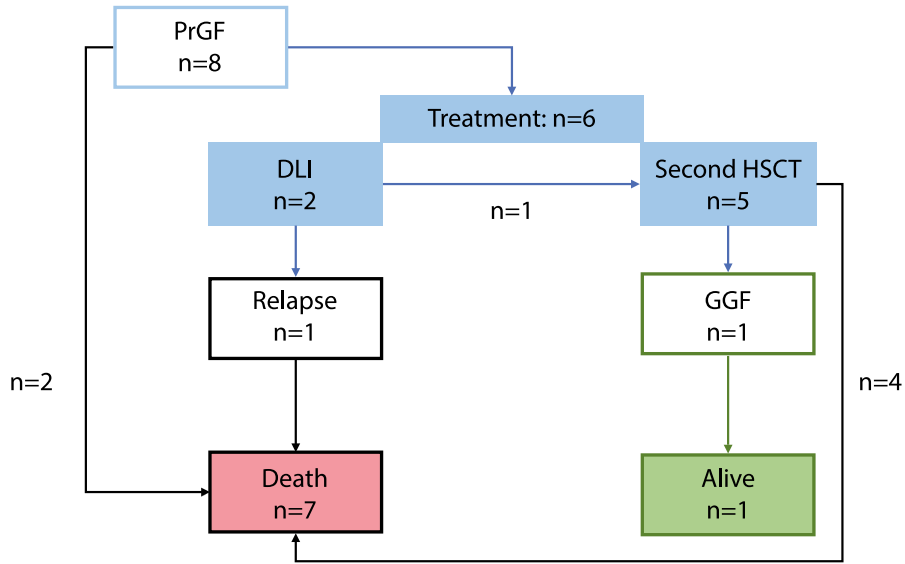 PrGF
n=8
Treatment: n=6
DLI
n=2
n=1
Second HSCT
n=5
Relapse
n=1
GGF
n=1
n=2
n=4
Death
n=7
Alive
n=1